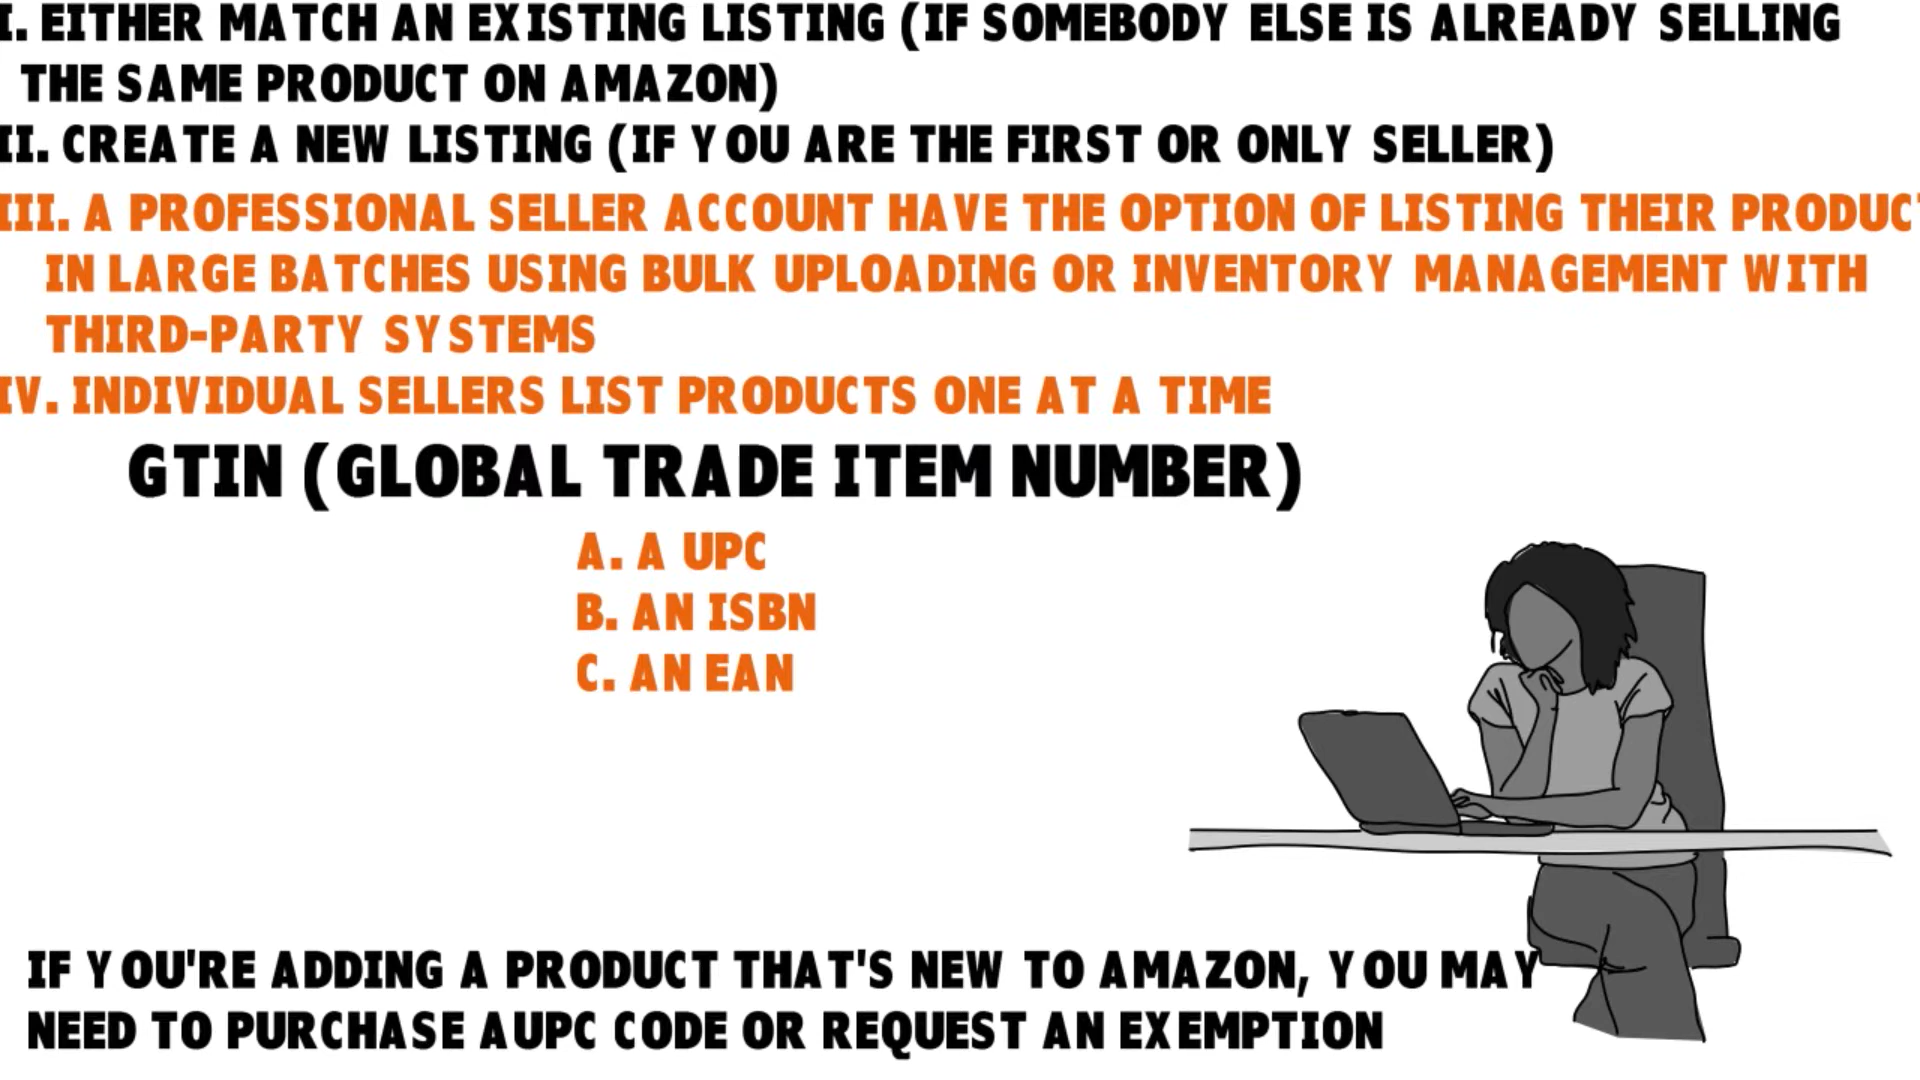 I. EITHER MATCH AN EXISTING LISTING (IF SOMEBODY ELSE IS ALREADY SELLING
THE SAME PRODUCT ON AMAZON)
II. CREATE A NEW LISTING (IF YOU ARE THE FIRST OR ONLY SELLER)
III. A PROFESSIONAL SELLER ACCOUNT HAVE THE OPTION OF LISTING THEIR PRODUCT
IN LARGE BATCHES USING BULK UPLOADING OR INVENTORY MANAGEMENT WITH
THIRD-PARTY SYSTEMS
IV. INDIVIDUAL SELLERS LIST PRODUCTS ONE AT A TIME
GTIN (GLOBAL TRADE ITEM NUMBER)
A. A UPC
B. AN ISBN
C. AN EAN
IF YOU'RE ADDING A PRODUCT THAT'S NEW TO AMAZON, YOU MAY
NEED TO PURCHASE A UPC CODE OR REQUEST AN EXEMPTION